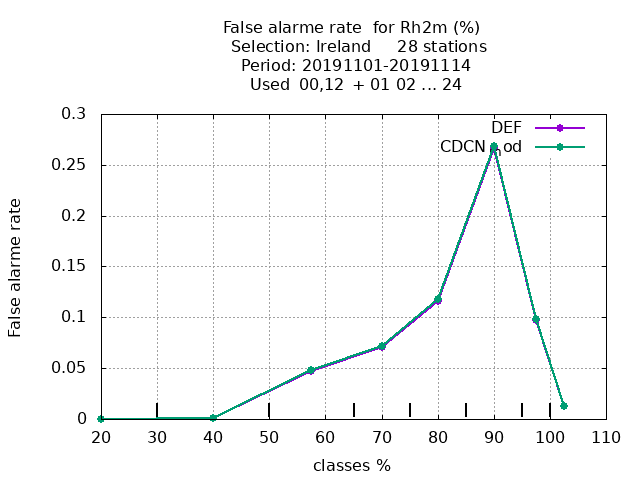 False alarme rate for Rh2m (%)
Selection: Ireland 28 stations
Period: 20191101-20191114
Used 00,12 + 01 02 ... 24
DEF
CDCN od
False alarme rate
0.3
0.25
0.2
0.15
0.1
0.05
0
20 30 40 50 60 70 80 90 100 110
classes %